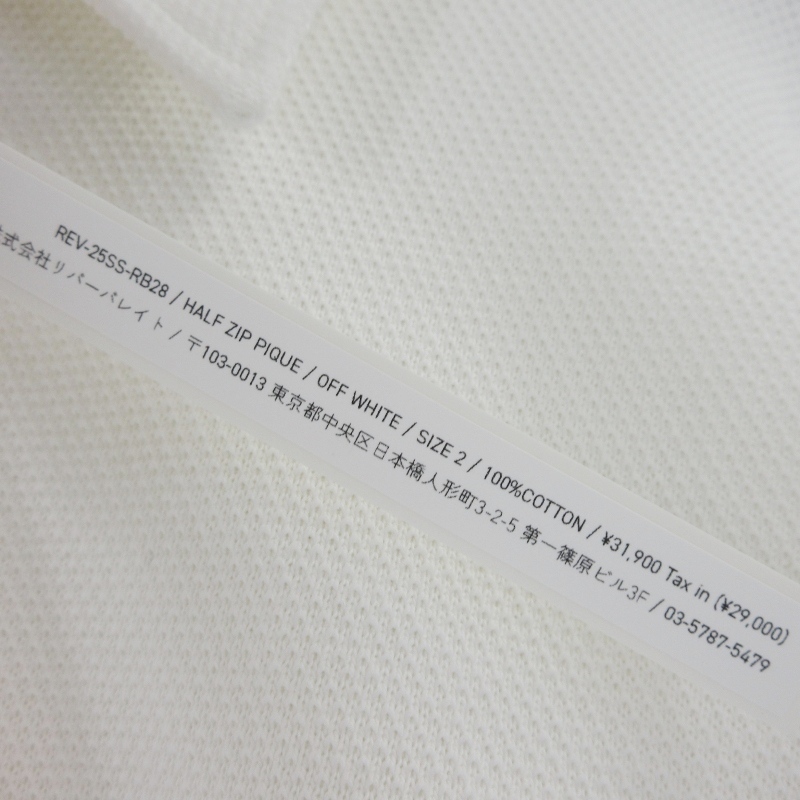 REV-25SS-RB28 / HALF ZIP PIQUE / OFF WHITE / SIZE 2 / 100%COTTON / ¥31,900 Tax in (¥29,000)
式会社リバーバレイト / 〒103-0013 東京都中央区日本橋人形町3-2-5 第一篠原ビル3F / 03-5787-5479